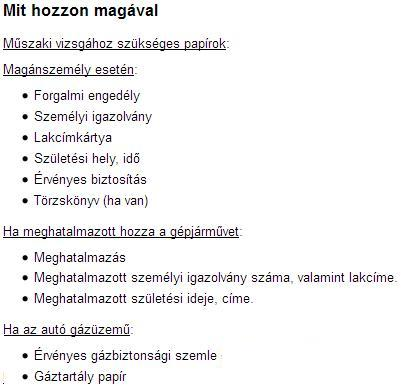 Mit hozzon magával
Műszaki vizsgához szükséges papírok:
Magánszemély esetén:
• Forgalmi engedély
• Személyi igazolvány
• Lakcímkártya
• Születési hely, idő
• Érvényes biztosítás
• Törzskönyv (ha van)
Ha meghatalmazott hozza a gépjárművet:
• Meghatalmazás
• Meghatalmazott személyi igazolvány száma, valamint lakcíme.
• Meghatalmazott születési ideje, címe.
Ha az autó gázüzemű:
• Érvényes gázbiztonsági szemle
• Gáztartály papír